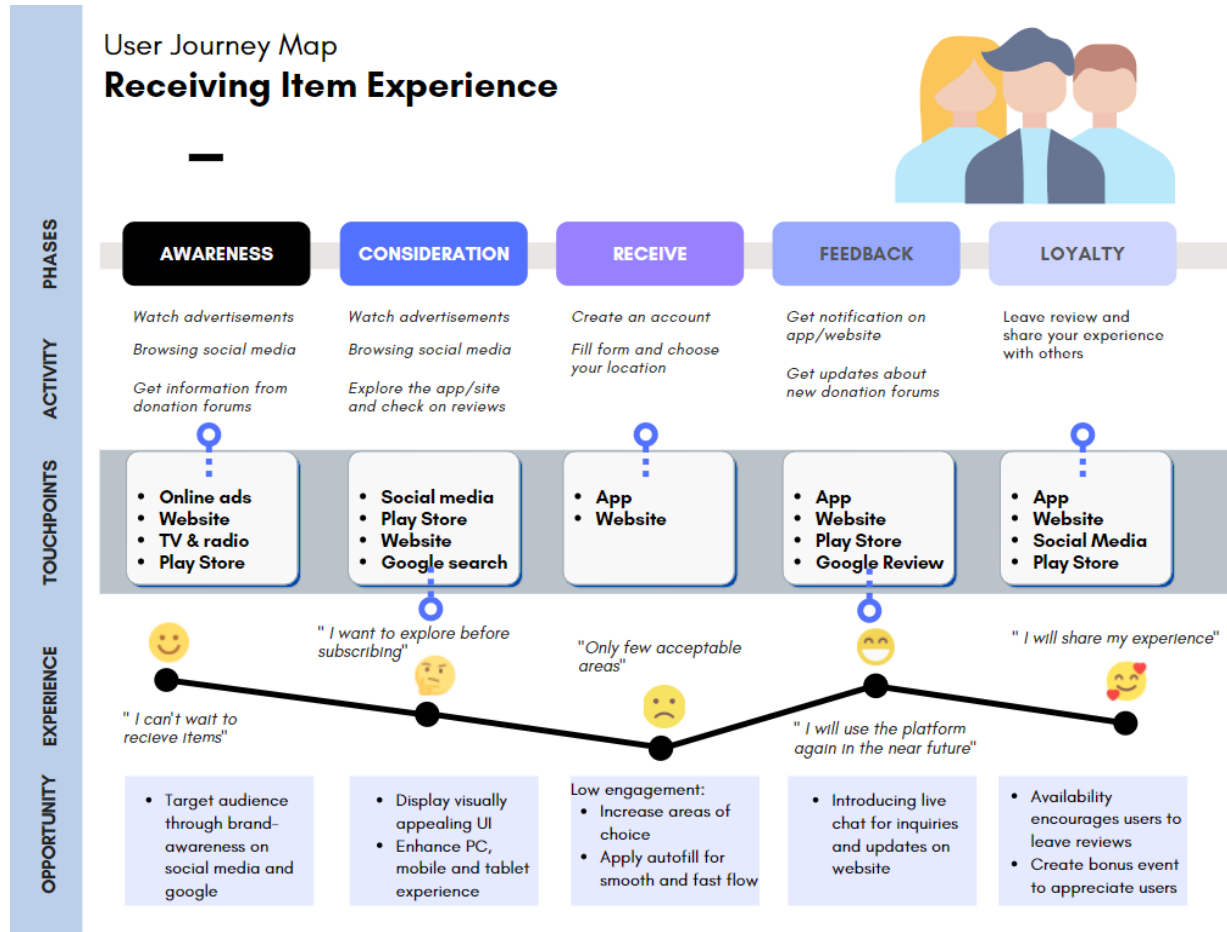 User Journey Map
Receiving Item Experience
PHASES
AWARENESS
CONSIDERATION
RECEIVE
FEEDBACK
LOYALTY
ACTIVITY
Watch advertisements
Browsing social media
Get information from
donation forums
Watch advertisements
Browsing social media
Explore the app/site
and check on reviews
Create an account
Fill form and choose
your location
Get notification on
app/website
Get updates about
new donation forums
Leave review and
share your experience
with others
TOUCHPOINTS
• Online ads
• Website
• TV & radio
• Play Store
• Social media
• Play Store
• Website
• Google search
• App
• Website
• App
• Website
• Play Store
• Google Review
• App
• Website
• Social Media
• Play Store
EXPERIENCE
" I can't wait to
recieve items"
" I want to explore before
subscribing"
"Only few acceptable
areas"
" I will use the platform
again in the near future"
" I will share my experience"
OPPORTUNITY
• Target audience
through brand-
awareness on
social media and
google
• Display visually
appealing UI
• Enhance PC,
mobile and tablet
experience
Low engagement:
• Increase areas of
choice
• Apply autofill for
smooth and fast flow
• Introducing live
chat for inquiries
and updates on
website
• Availability
encourages users to
leave reviews
• Create bonus event
to appreciate users